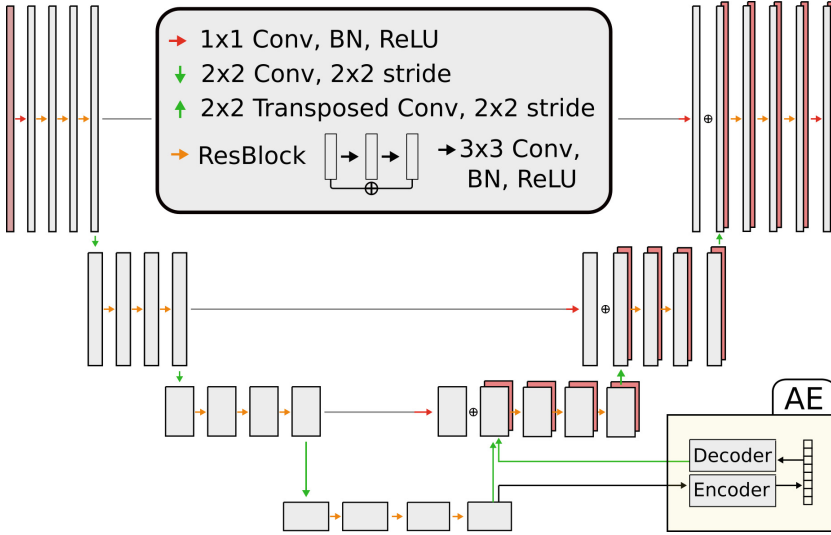 1x1 Conv, BN, ReLU
2x2 Conv, 2x2 stride
2x2 Transposed Conv, 2x2 stride
ResBlock
3x3 Conv,
BN, ReLU
AE
Decoder
Encoder